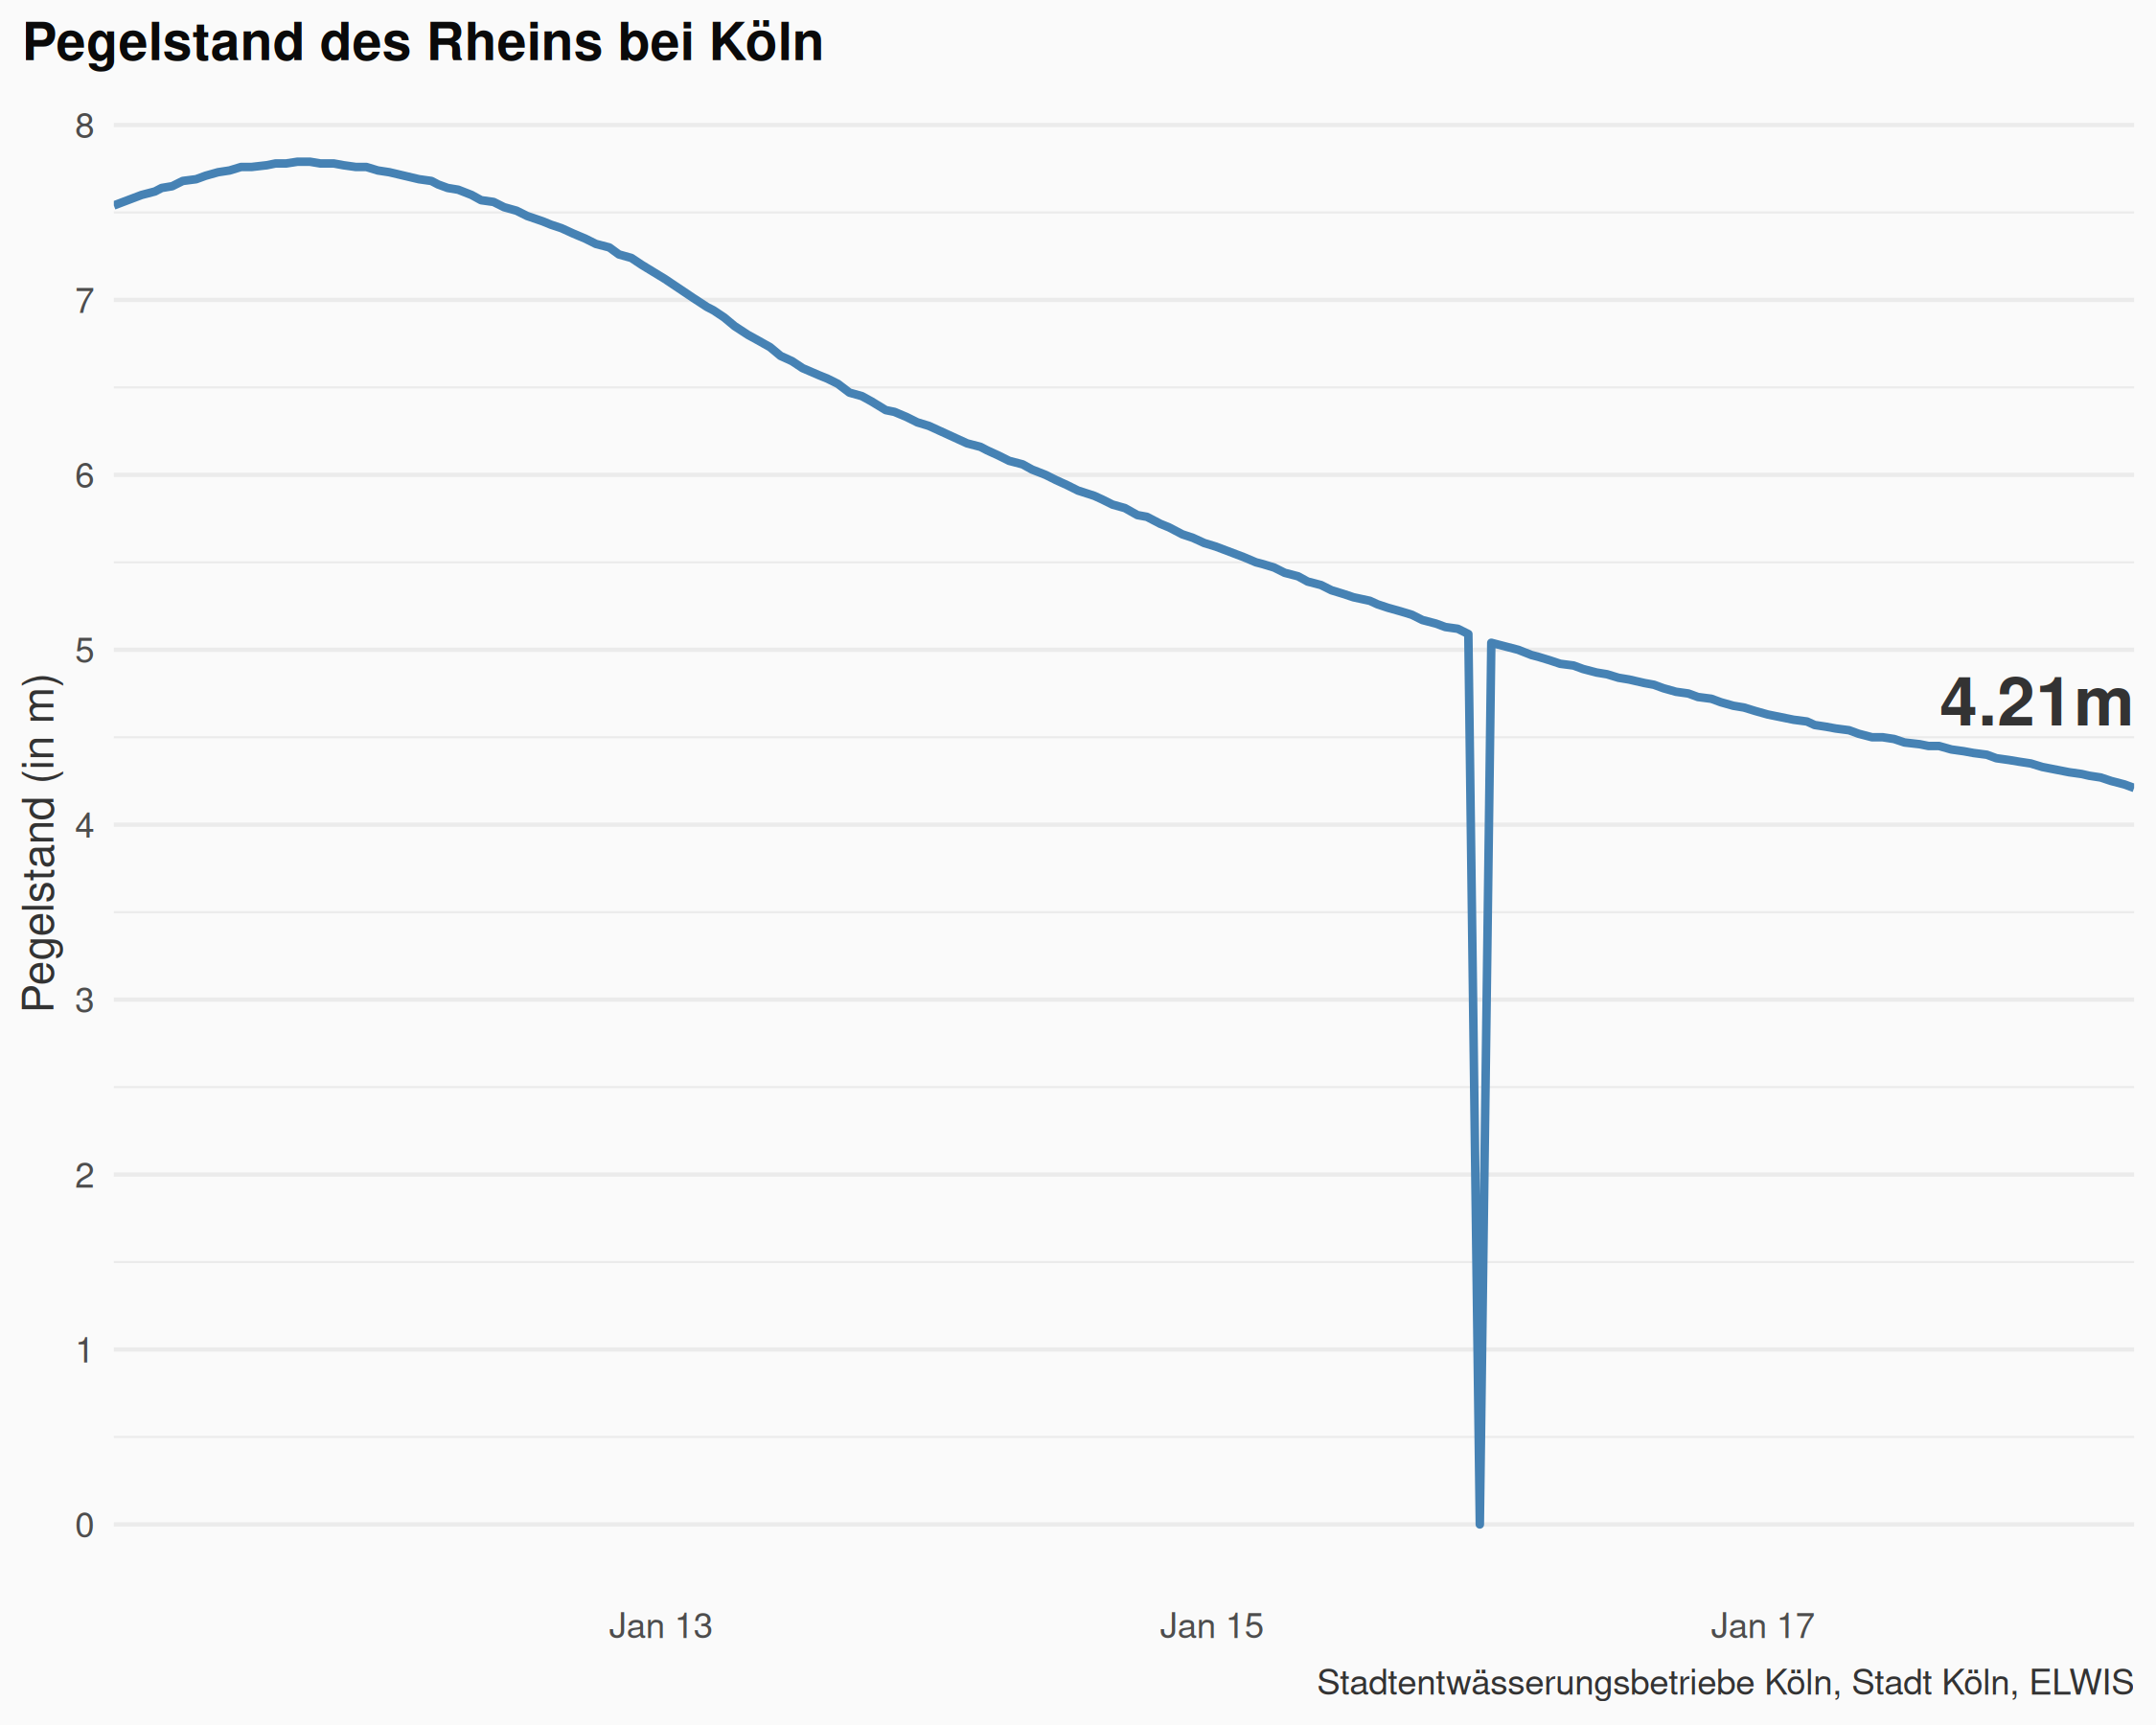 Pegelstand des Rheins bei Köln
8
7
6
5
4
3
2
1
0
Pegelstand (in m)
4.21m
Jan 13
Jan 15
Jan 17
Stadtentwässerungsbetriebe Köln, Stadt Köln, ELWIS